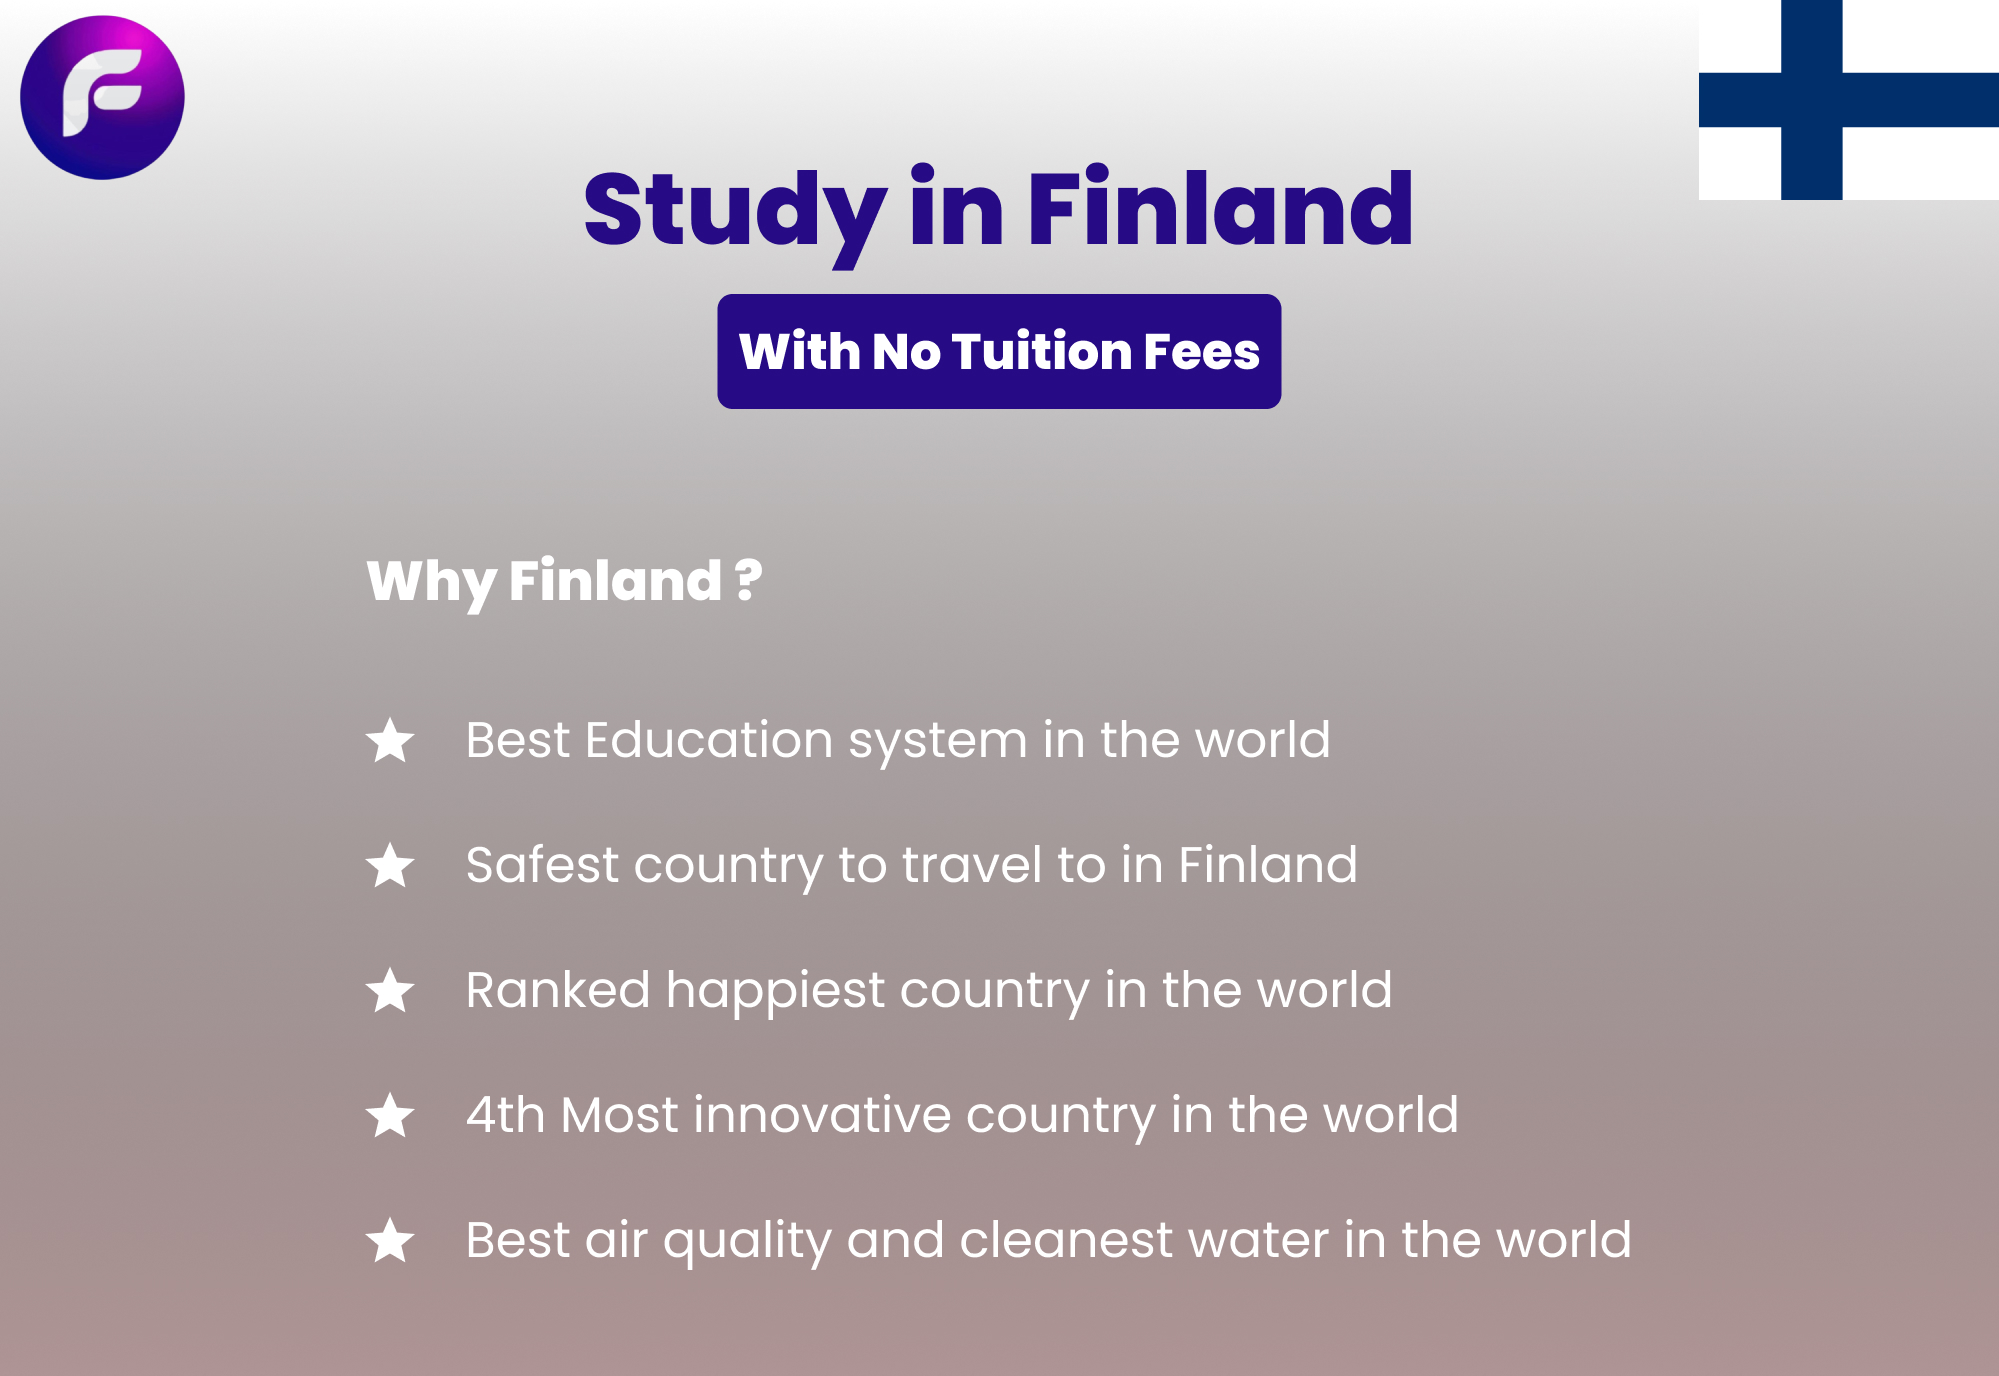 Study in Finland
With No Tuition Fees
Why Finland ?
Best Education system in the world
Safest country to travel to in Finland
Ranked happiest country in the world
4th Most innovative country in the world
Best air quality and cleanest water in the world